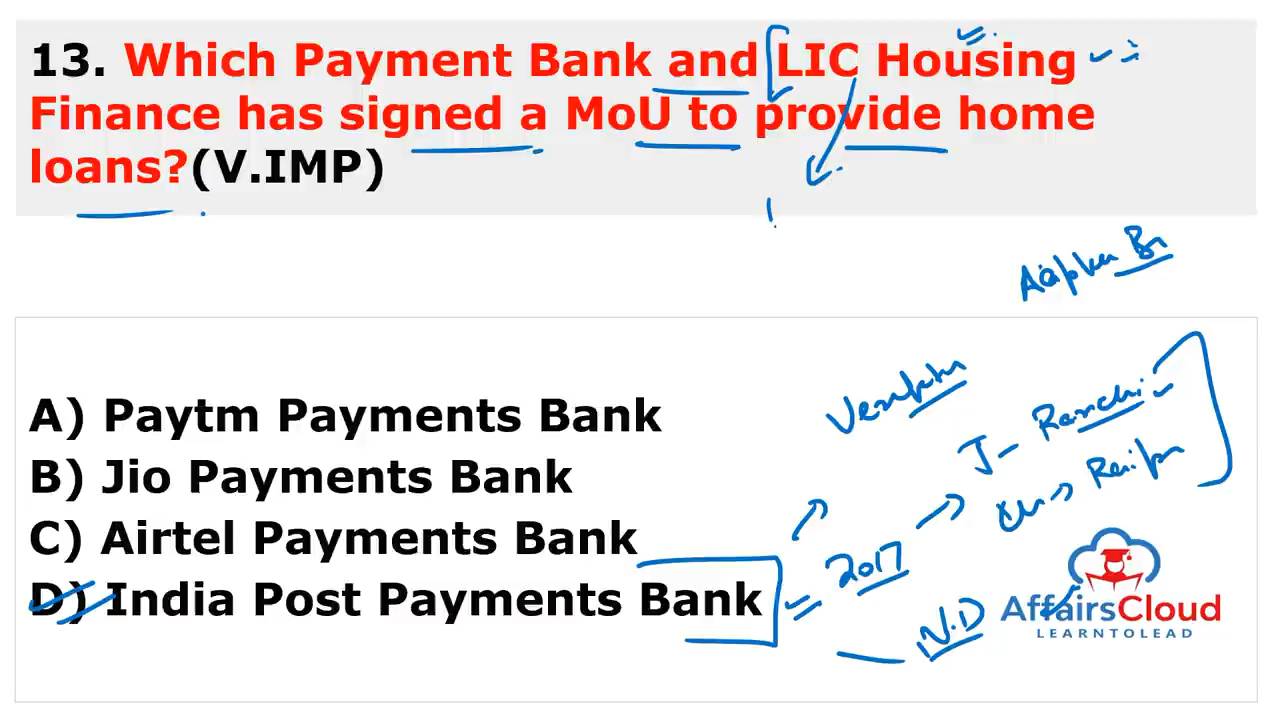 13. Which Payment Bank and LIC Housing
Finance has signed a MoU to provide home
loans?(V.IMP)
A) Paytm Payments Bank
B) Jio Payments Bank
C) Airtel Payments Bank
D) India Post Payments Bank
J- Ranchi
2017
N.D
AffairsCloud
LEARNTOLEAD